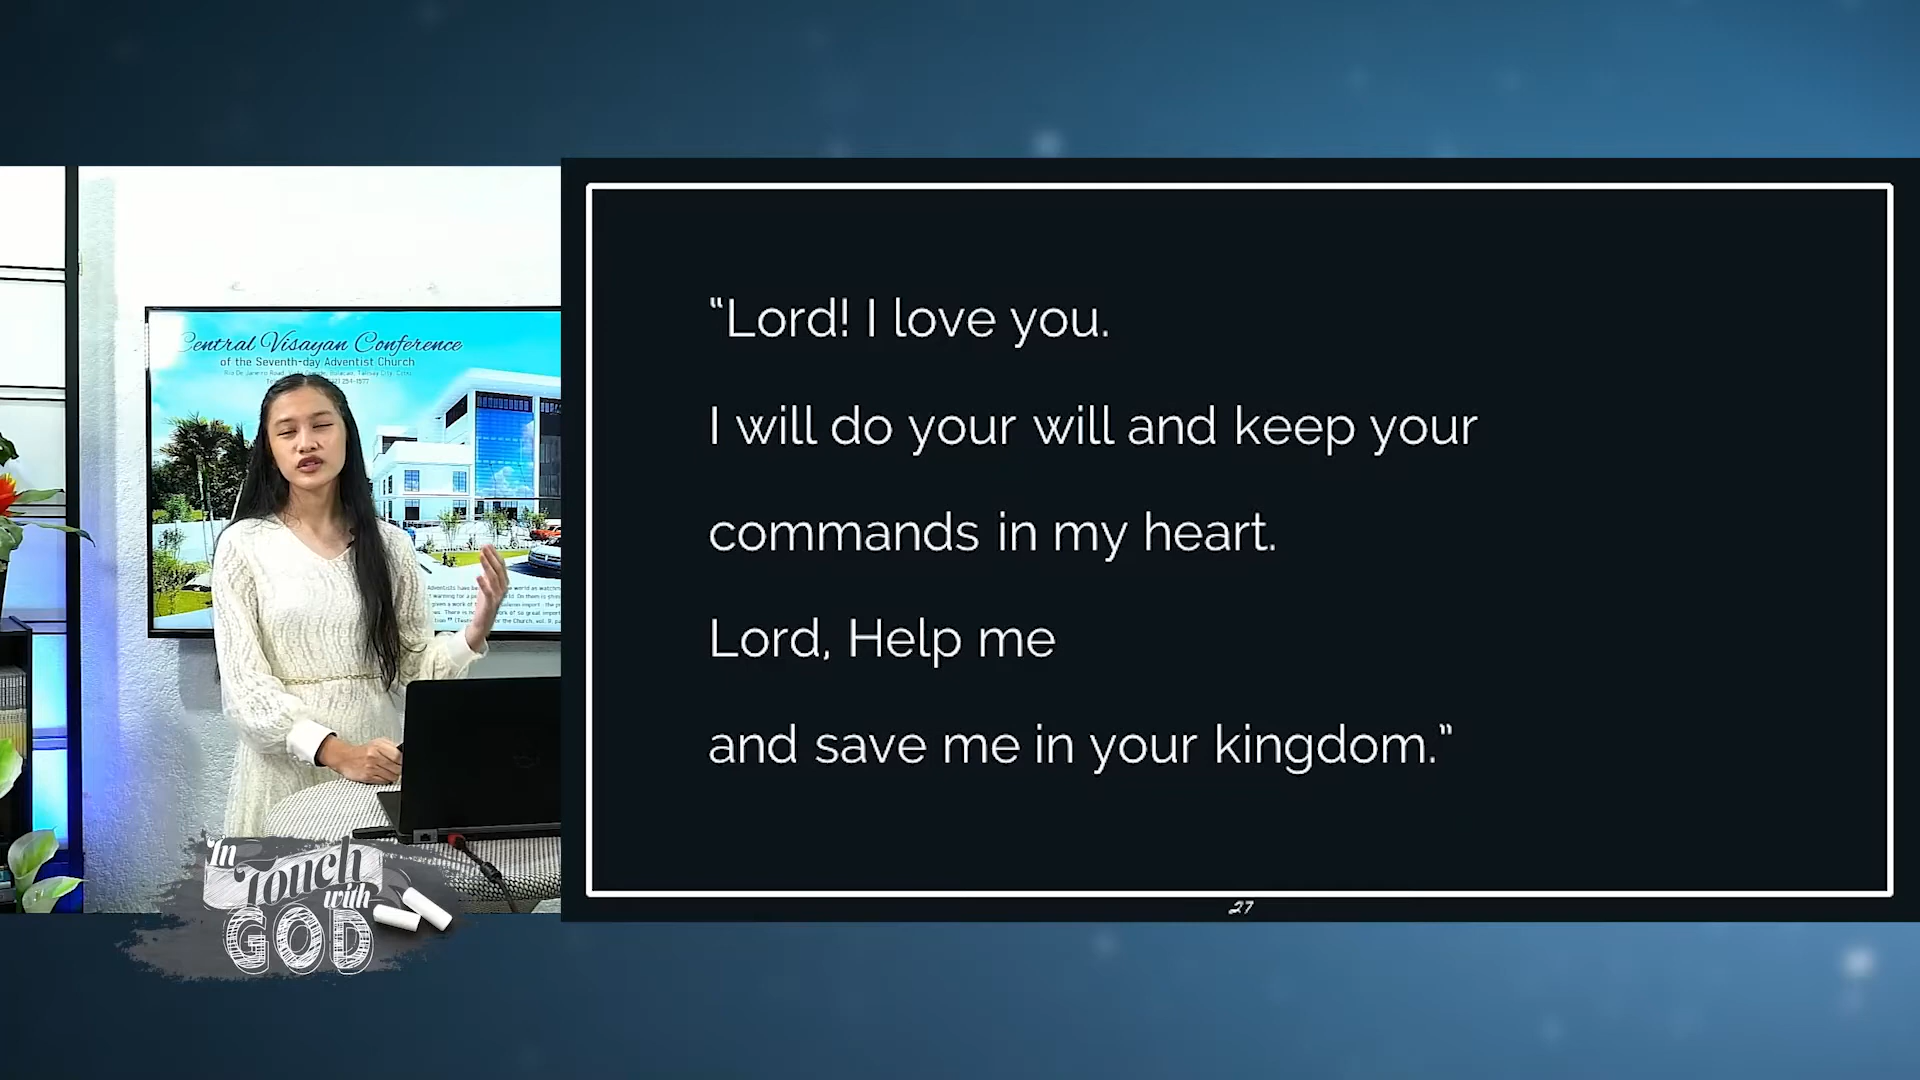 Central Visayan Conference
of the Seventh-day Adventist Church
“Lord! I love you.
I will do your will and keep your
commands in my heart.
Lord, Help me
and save me in your kingdom.”
27
In
Touch
with
GOD